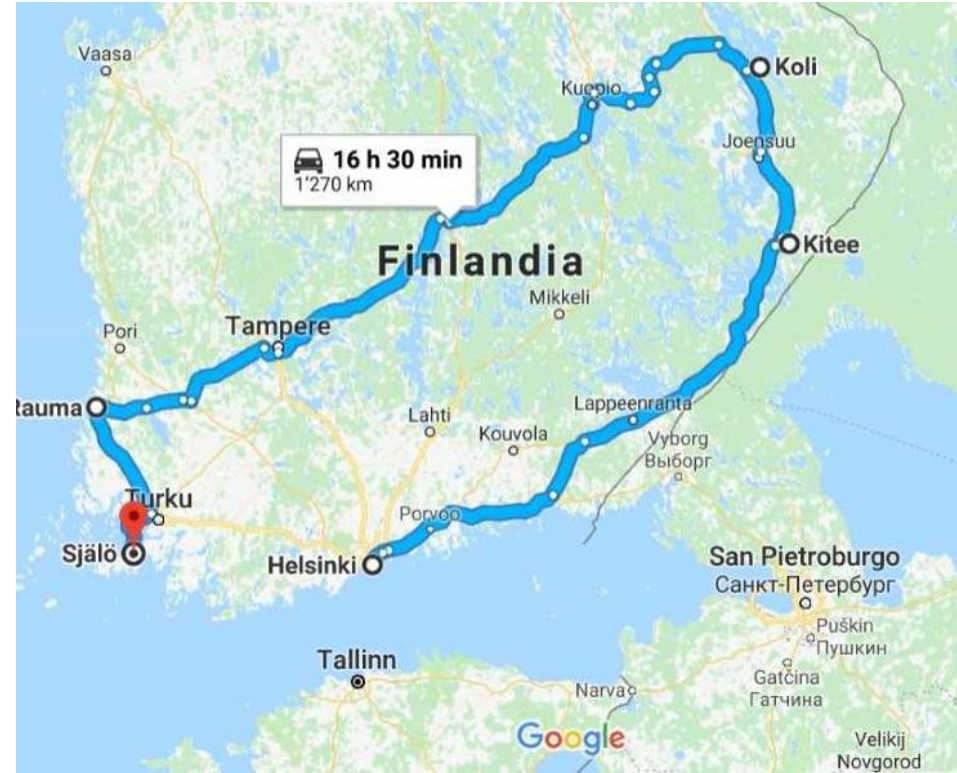 Vaasa
Koli
Kuopio
16 h 30 min
1'270 km
Joensuu
Kitee
Finlandia
Mikkeli
Pori
Tampere
Rauma
Lahti
Lappeenranta
Kouvola
Vyborg
Выборг
Turku
Porvoo
Själö
Helsinki
San Pietroburgo
Санкт-Петербург
Puškin
Пушкин
Tallinn
Gatčina
Гатчина
Narva
Google
Velikij
Novgorod